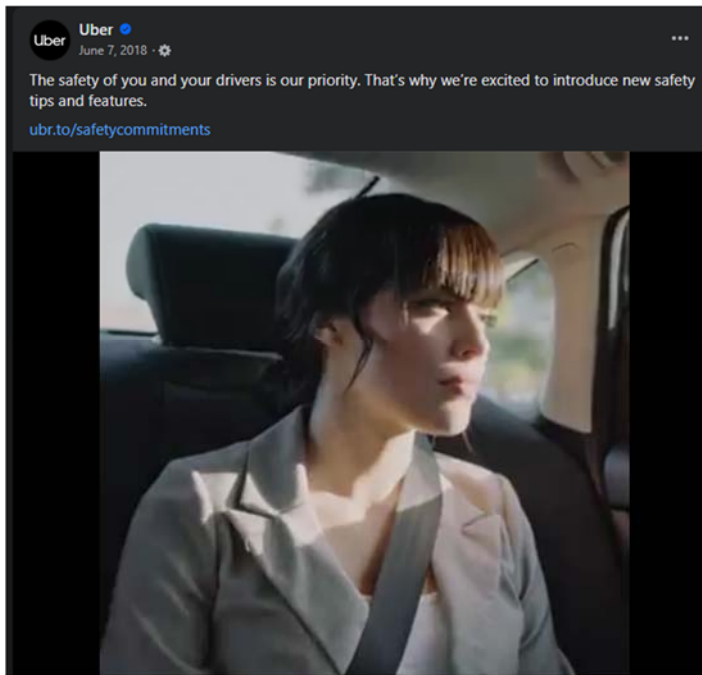 Uber
Uber
June 7, 2018 ·
The safety of you and your drivers is our priority. That's why we're excited to introduce new safety
tips and features.
ubr.to/safetycommitments